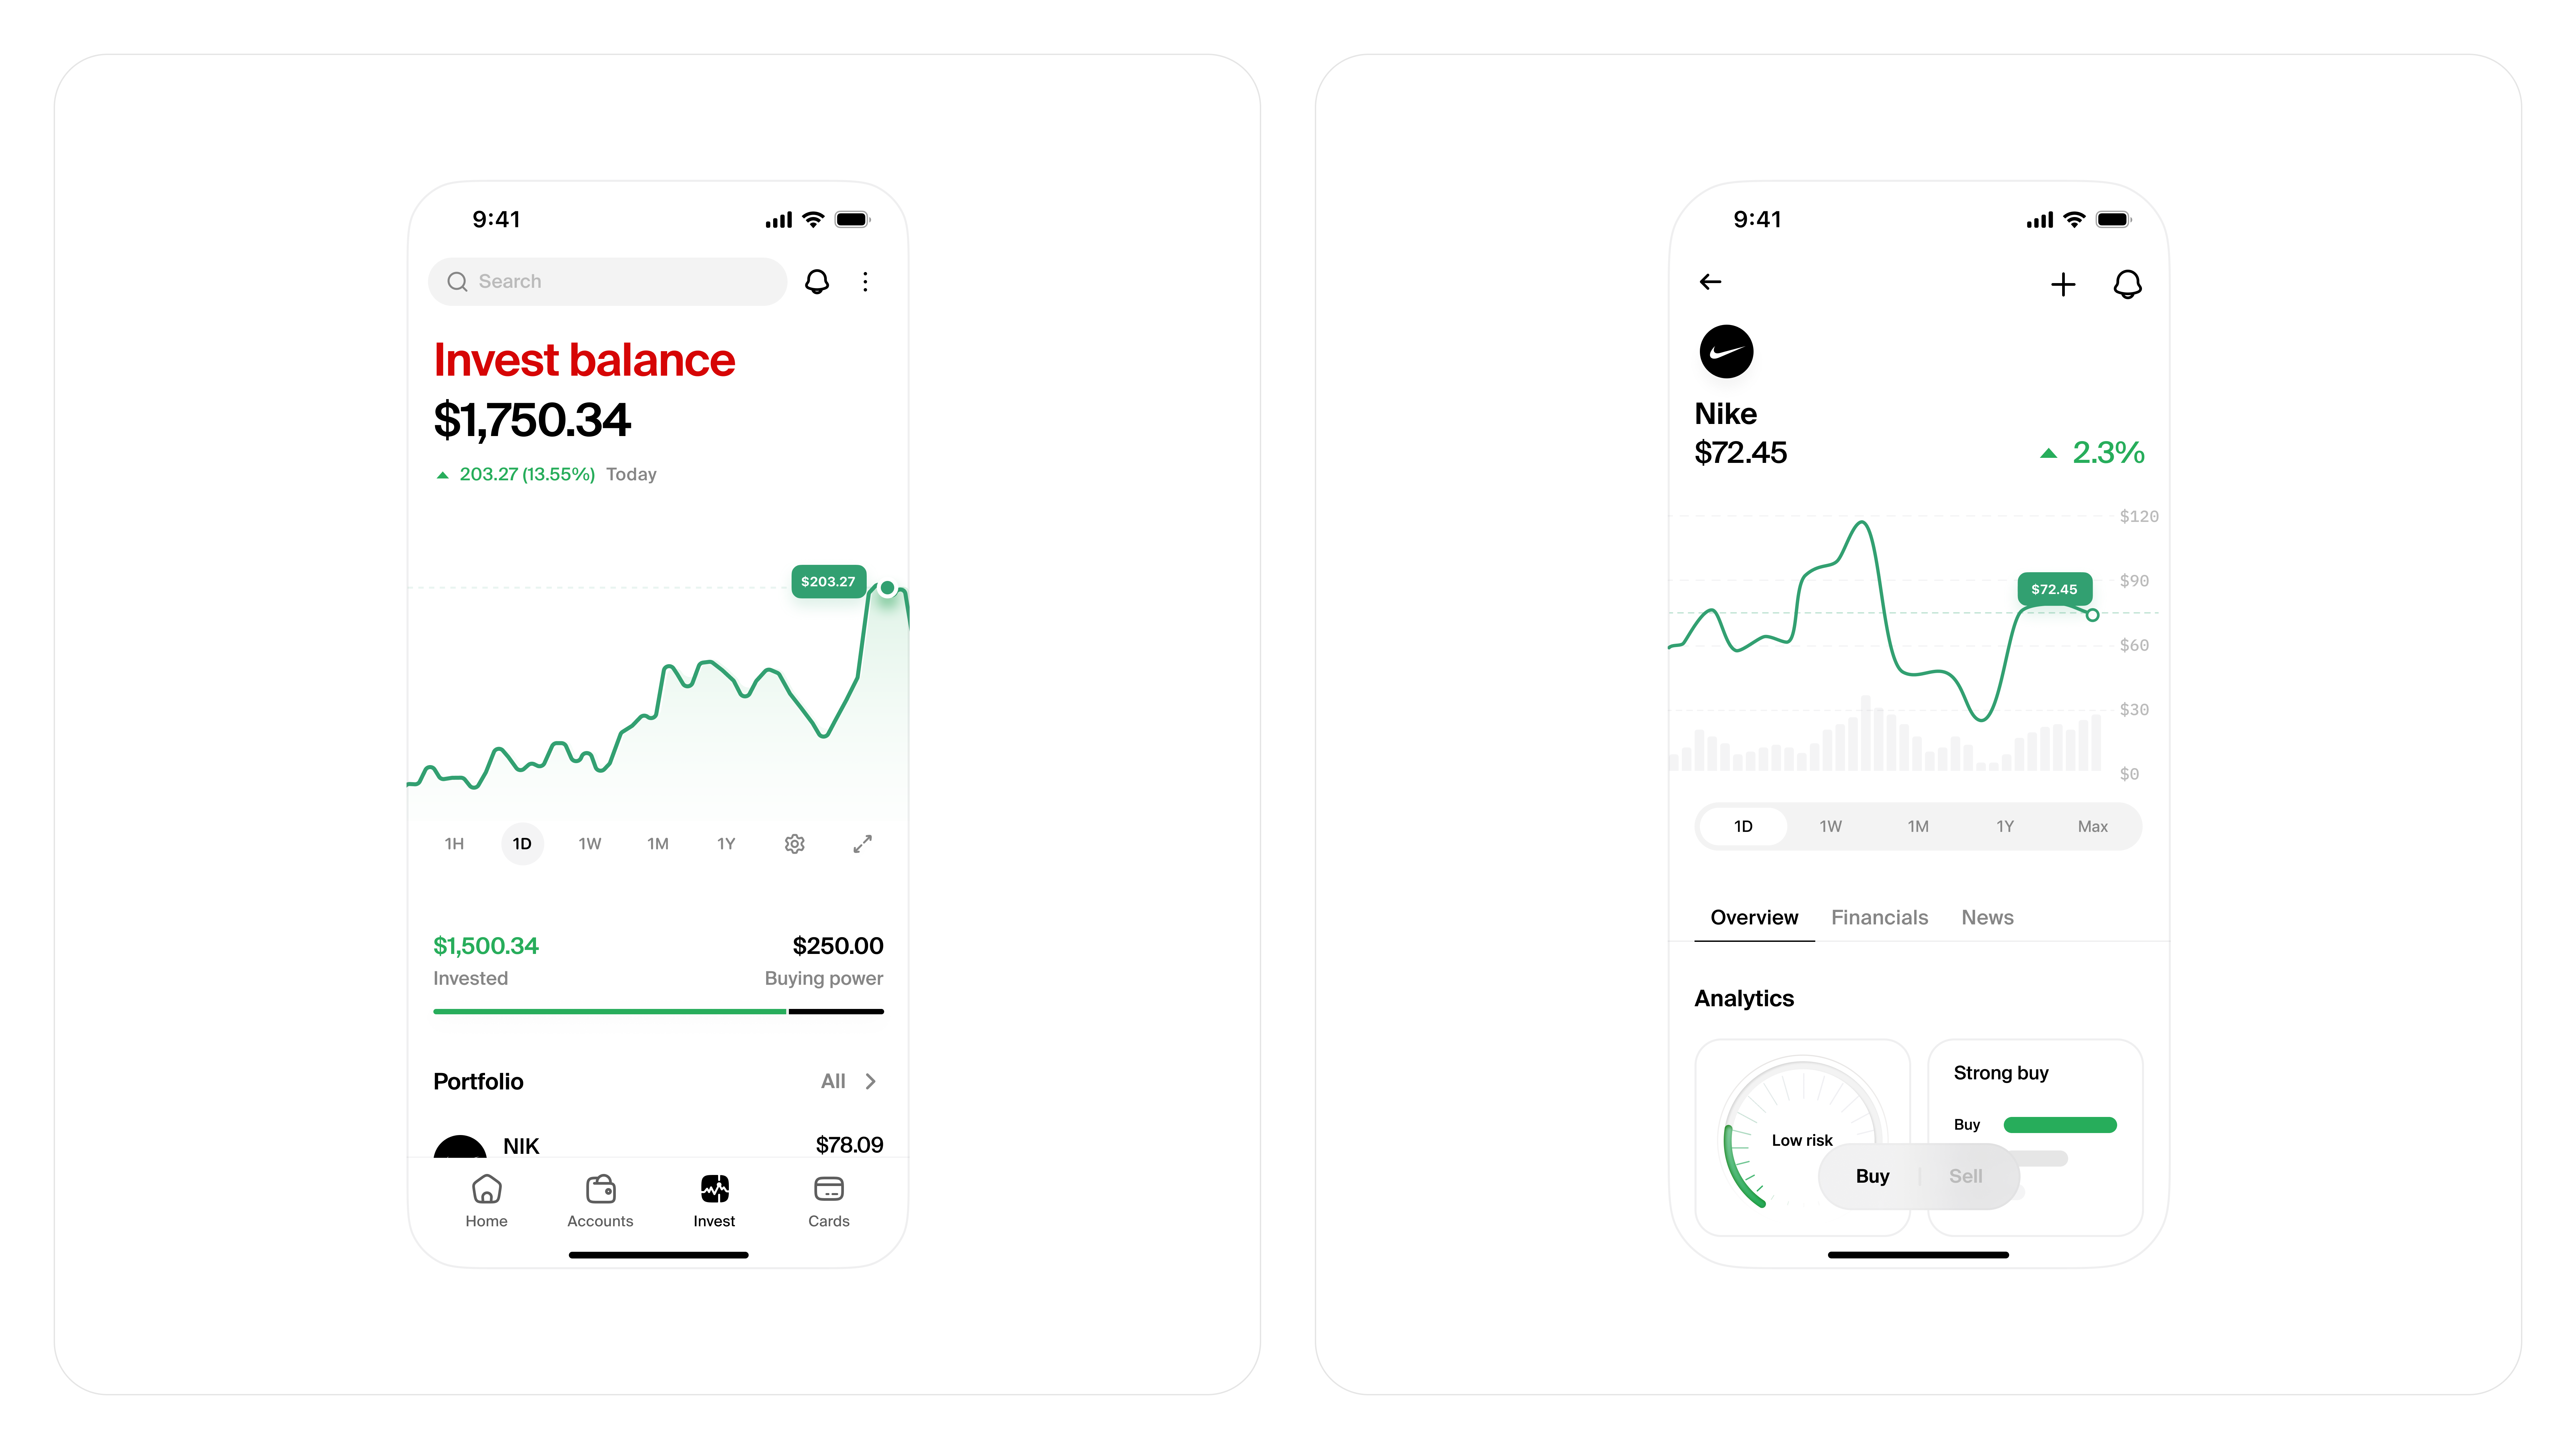 9:41
Search
Invest balance
$1,750.34
203.27 (13.55%) Today
$203.27
1H 1D 1W 1M 1Y
$1,500.34 $250.00
Invested Buying power
Portfolio All
NIK $78.09
Home Accounts Invest Cards
9:41
Nike
$72.45 2.3%
$120
$90
$72.45
$60
$30
$0
1D 1W 1M 1Y Max
Overview Financials News
Analytics
Strong buy
Buy
Low risk
Buy Sell